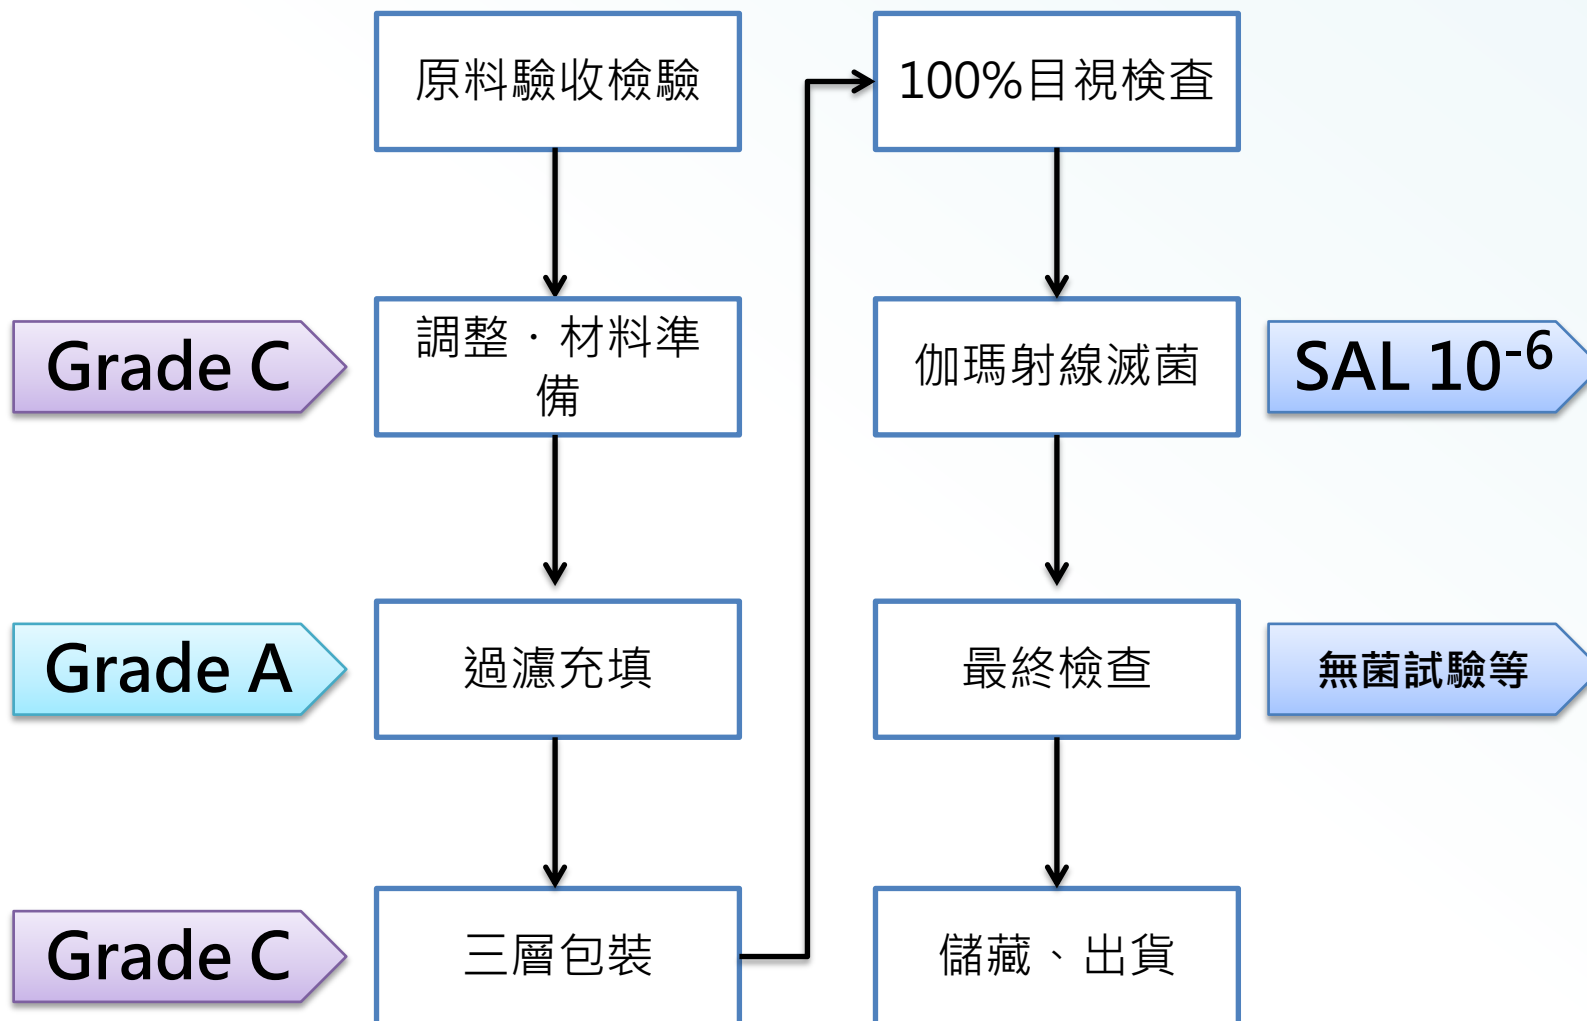 原料驗收檢驗
Grade C
調整・材料準
備
Grade A
過濾充填
Grade C
三層包裝
100%目視検査
伽瑪射線滅菌
SAL 10⁻⁶
最終檢查
無菌試驗等
儲藏、出貨